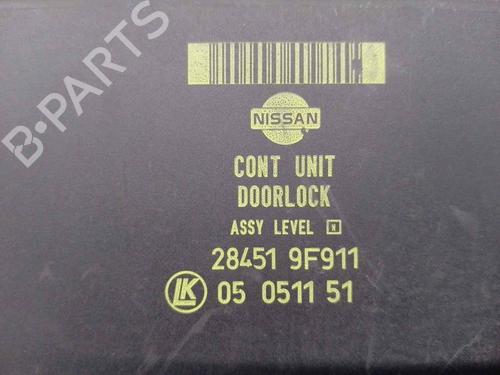 B-PARTS
NISSAN
CONT UNIT
DOORLOCK
ASSY LEVEL N
28451 9F911
LK 05 0511 51